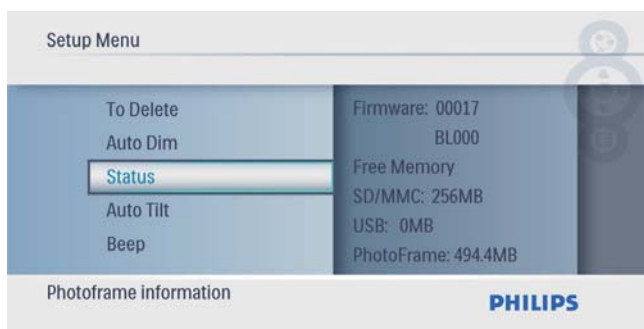 Setup Menu
To Delete
Auto Dim
Status
Auto Tilt
Beep
Firmware: 00017
BL000
Free Memory
SD/MMC: 256MB
USB: 0MB
PhotoFrame: 494.4MB
Photoframe information
PHILIPS